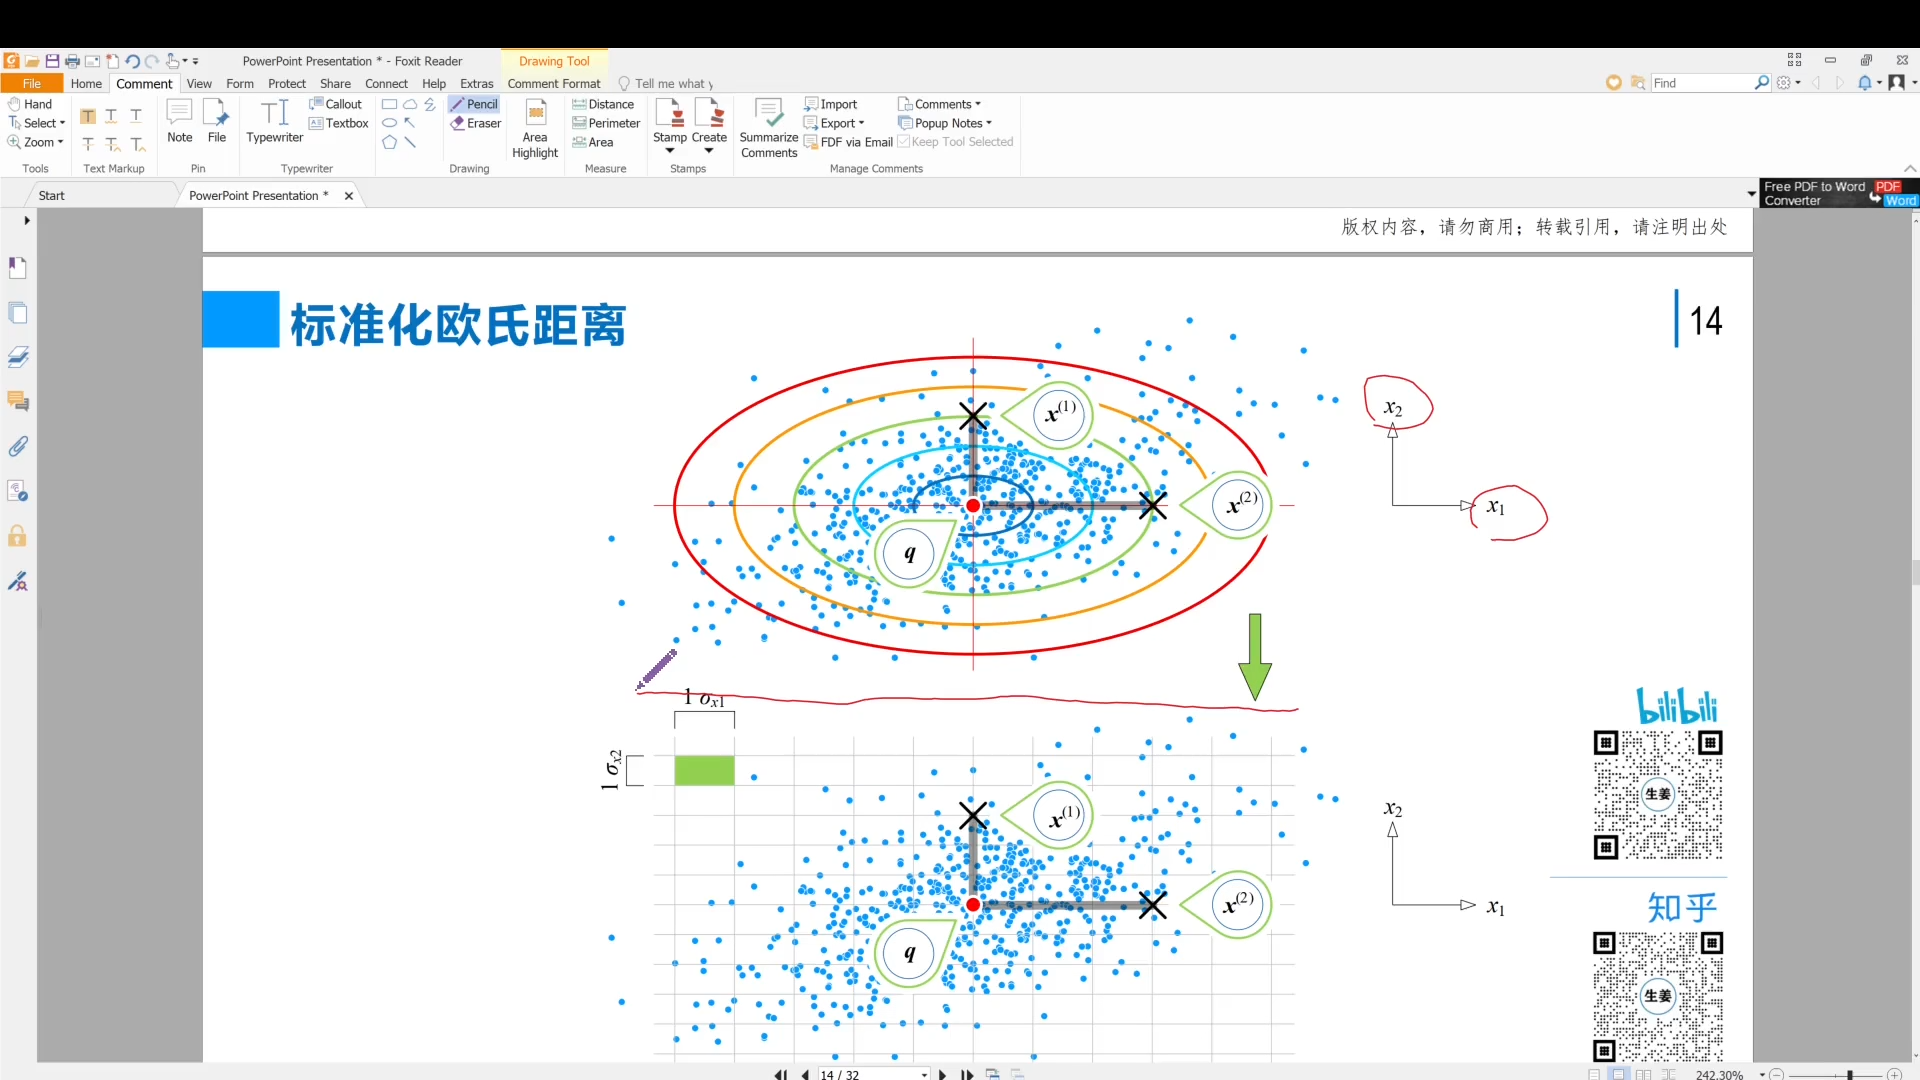 PowerPoint Presentation * - Foxit Reader
Drawing Tool
File Home Comment View Form Protect Share Connect Help Extras Comment Format Tell me what y
Find
Hand
Select
Zoom
Tools
Text Markup
Note
File
Pin
Typewriter
Callout
Textbox
Typewriter
Pencil
Eraser
Drawing
Area
Highlight
Distance
Perimeter
Area
Measure
Stamp
Create
Stamps
Summarize
Comments
Import
Export
FDF via Email
Comments
Popup Notes
Keep Tool Selected
Manage Comments
Start
PowerPoint Presentation *
Free PDF to Word
Converter
PDF
Word
版权内容，请勿商用；转载引用，请注明出处
标准化欧氏距离
14
x(1)
x(2)
q
x2
x1
1 σx1
1 σx2
x(1)
x(2)
q
x2
x1
bilibili
生姜
知乎
生姜
14 / 32
242.30%